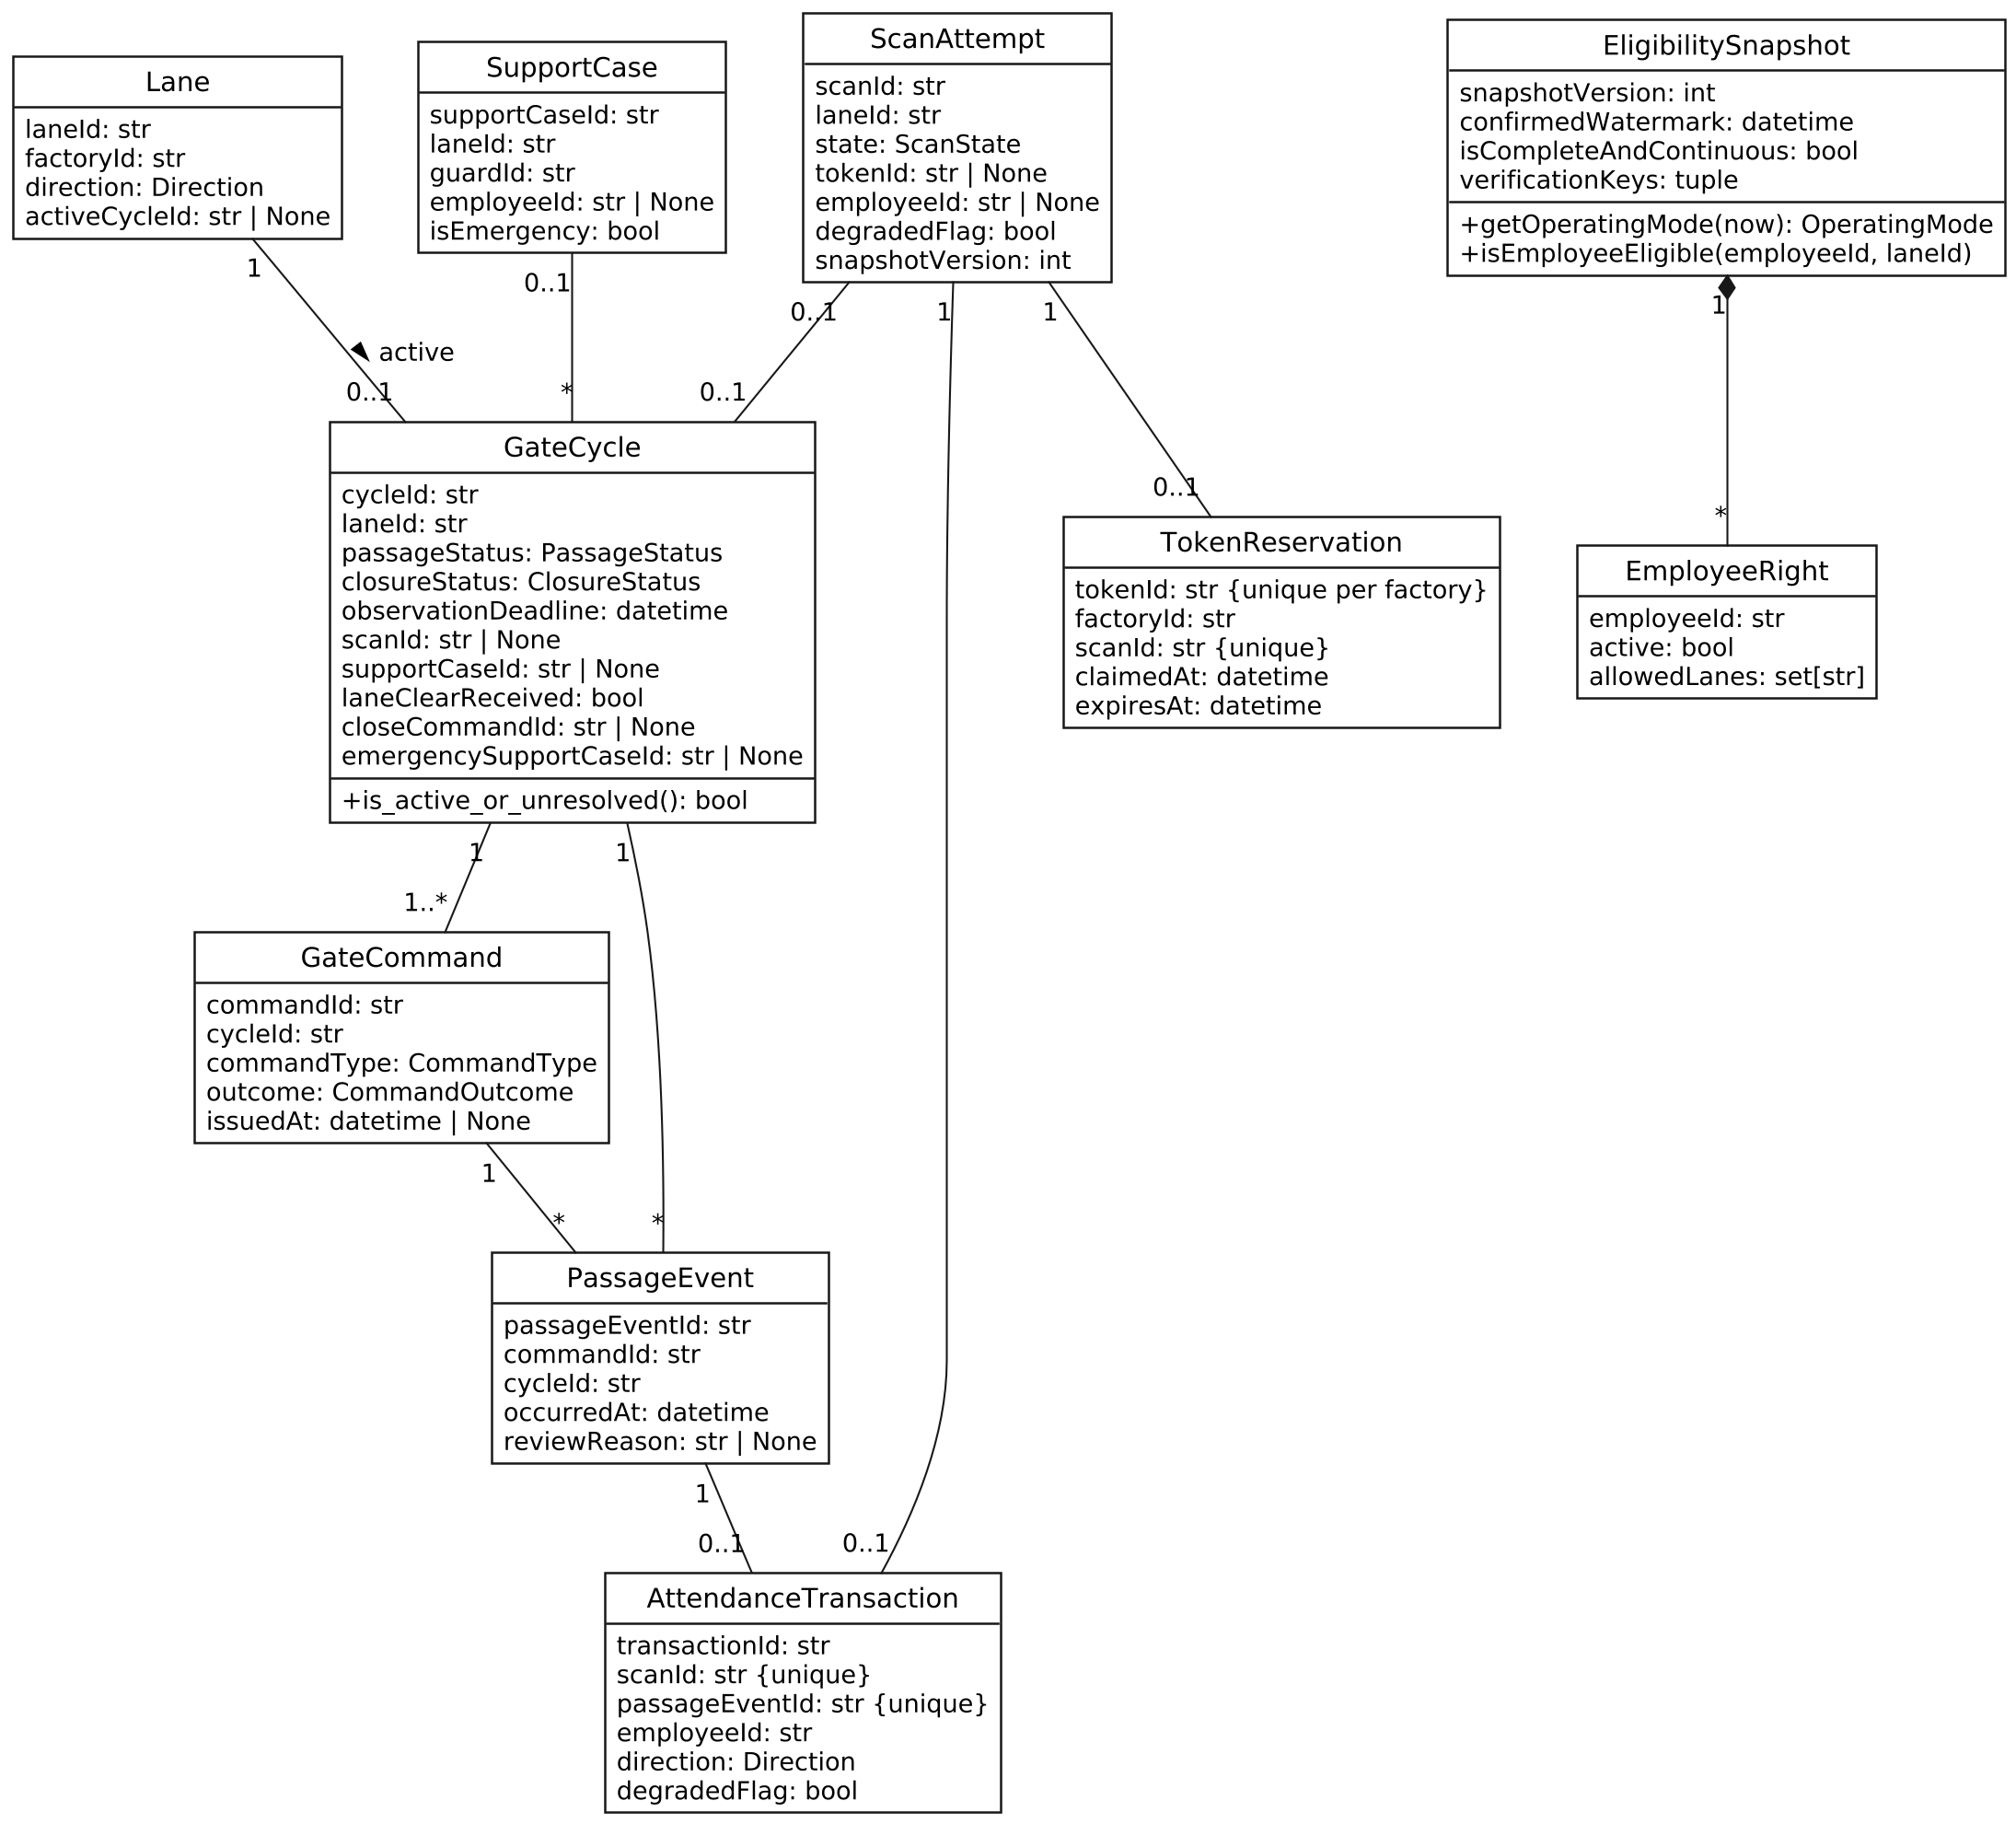 Lane
laneId: str
factoryId: str
direction: Direction
activeCycleId: str | None
SupportCase
supportCaseId: str
laneId: str
guardId: str
employeeId: str | None
isEmergency: bool
ScanAttempt
scanId: str
laneId: str
state: ScanState
tokenId: str | None
employeeId: str | None
degradedFlag: bool
snapshotVersion: int
EligibilitySnapshot
snapshotVersion: int
confirmedWatermark: datetime
isCompleteAndContinuous: bool
verificationKeys: tuple
+getOperatingMode(now): OperatingMode
+isEmployeeEligible(employeeId, laneId)
1
0..1
0..1
1
1
1
active
0..1
*
0..1
0..1
*
GateCycle
cycleId: str
laneId: str
passageStatus: PassageStatus
closureStatus: ClosureStatus
observationDeadline: datetime
scanId: str | None
supportCaseId: str | None
laneClearReceived: bool
closeCommandId: str | None
emergencySupportCaseId: str | None
+is_active_or_unresolved(): bool
TokenReservation
tokenId: str {unique per factory}
factoryId: str
scanId: str {unique}
claimedAt: datetime
expiresAt: datetime
EmployeeRight
employeeId: str
active: bool
allowedLanes: set[str]
1
1
1..*
GateCommand
commandId: str
cycleId: str
commandType: CommandType
outcome: CommandOutcome
issuedAt: datetime | None
1
*
*
PassageEvent
passageEventId: str
commandId: str
cycleId: str
occurredAt: datetime
reviewReason: str | None
1
0..1
0..1
AttendanceTransaction
transactionId: str
scanId: str {unique}
passageEventId: str {unique}
employeeId: str
direction: Direction
degradedFlag: bool